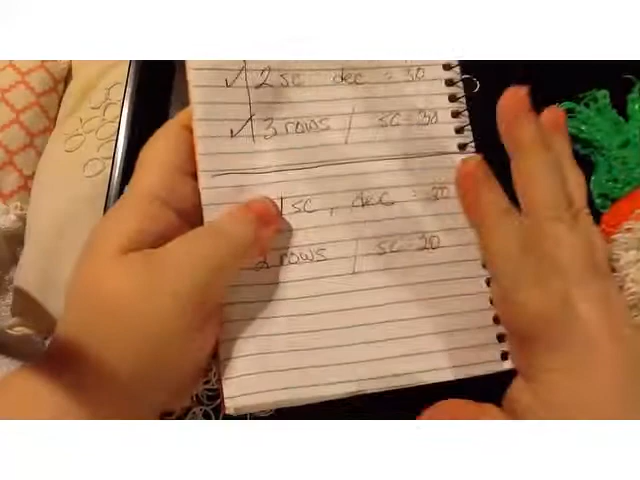 ✓ 2 sc dec = 30
✓ 3 rows / sc 30
1 sc, dec = 20
2 rows / sc 20